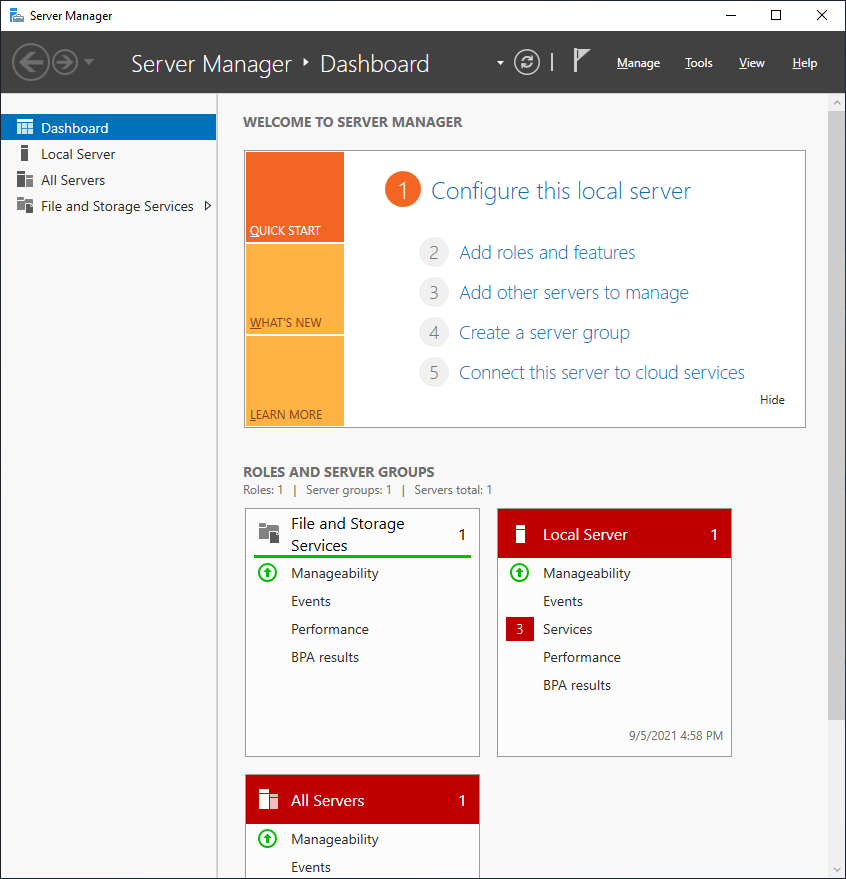 Server Manager
Server Manager ‣ Dashboard
Manage
Tools
View
Help
Dashboard
Local Server
All Servers
File and Storage Services
WELCOME TO SERVER MANAGER
QUICK START
WHAT'S NEW
LEARN MORE
1 Configure this local server
2 Add roles and features
3 Add other servers to manage
4 Create a server group
5 Connect this server to cloud services
Hide
ROLES AND SERVER GROUPS
Roles: 1 | Server groups: 1 | Servers total: 1
File and Storage
Services
1
Manageability
Events
Performance
BPA results
Local Server 1
Manageability
Events
3 Services
Performance
BPA results
9/5/2021 4:58 PM
All Servers 1
Manageability
Events